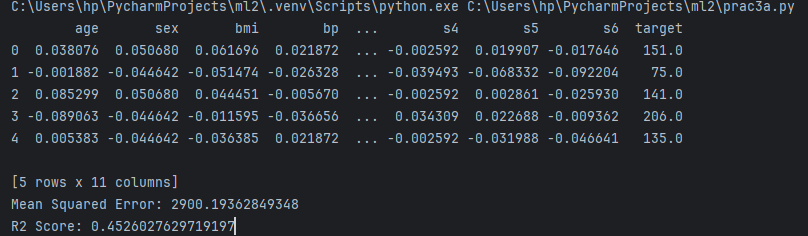 C:\Users\hp\PycharmProjects\ml2\.venv\Scripts\python.exe C:\Users\hp\PycharmProjects\ml2\prac3a.py
age sex bmi bp ... s4 s5 s6 target
0 0.038076 0.050680 0.061696 0.021872 ... -0.002592 0.019907 -0.017646 151.0
1 -0.001882 -0.044642 -0.051474 -0.026328 ... -0.039493 -0.068332 -0.092204 75.0
2 0.085299 0.050680 0.044451 -0.005670 ... -0.002592 0.002861 -0.025930 141.0
3 -0.089063 -0.044642 -0.011595 -0.036656 ... 0.034309 0.022688 -0.009362 206.0
4 0.005383 -0.044642 -0.036385 0.021872 ... -0.002592 -0.031988 -0.046641 135.0
[5 rows x 11 columns]
Mean Squared Error: 2900.19362849348
R2 Score: 0.4526027629719197